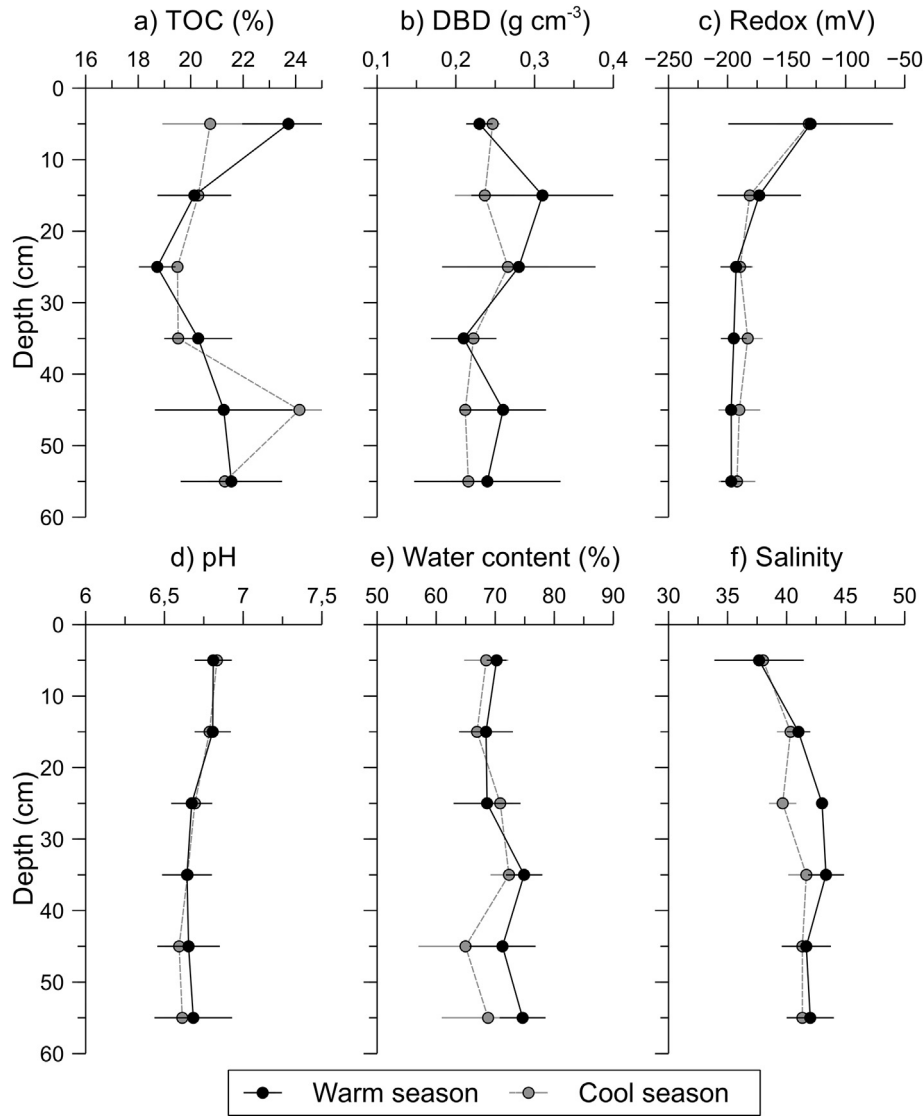 a) TOC (%) b) DBD (g cm⁻³) c) Redox (mV)
16 18 20 22 24 0,1 0,2 0,3 0,4 −250 −200 −150 −100 −50
0
10
20
30
40
50
60
Depth (cm)
d) pH e) Water content (%) f) Salinity
6 6,5 7 7,5 50 60 70 80 90 30 35 40 45 50
0
10
20
30
40
50
60
Depth (cm)
Warm season Cool season